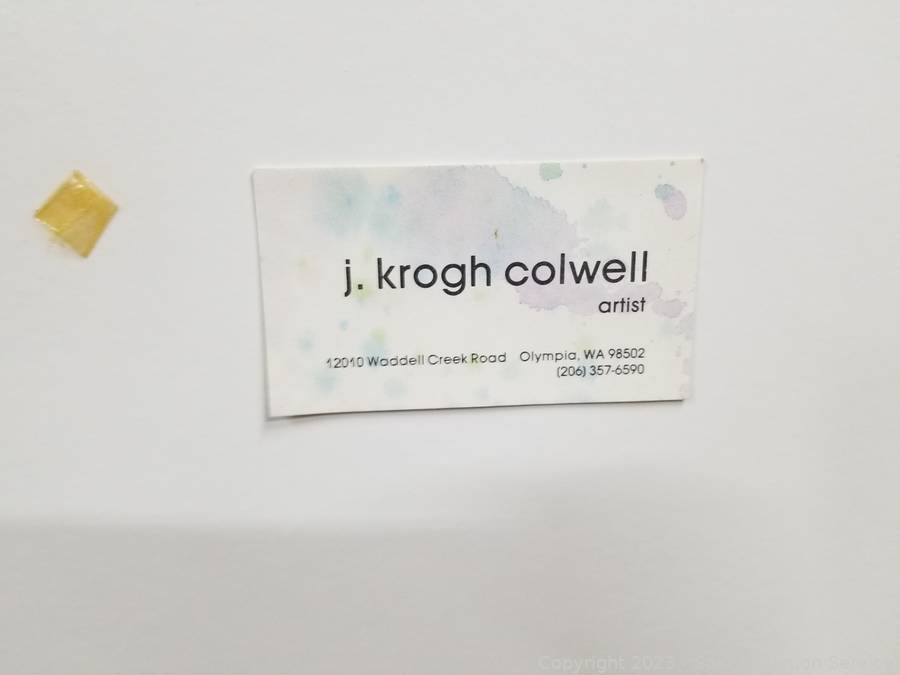 j. krogh colwell
artist
12010 Waddell Creek Road Olympia, WA 98502
(206) 357-6590
Copyright 2023